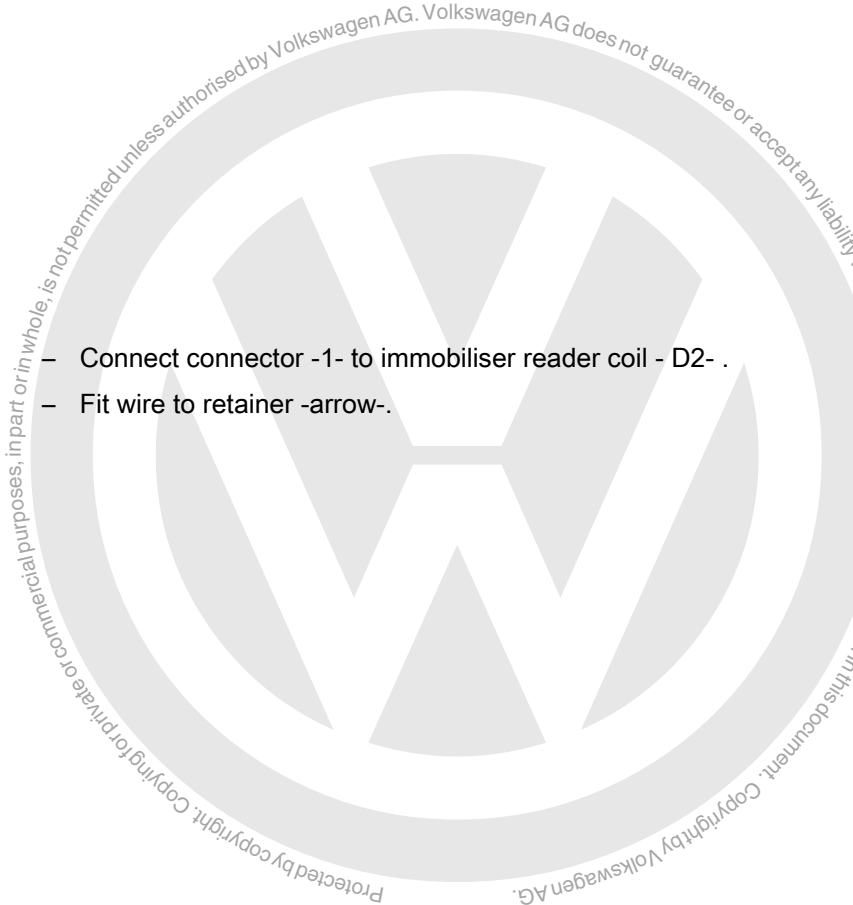 – Connect connector -1- to immobiliser reader coil - D2- .
– Fit wire to retainer -arrow-.
Protected by copyright. Copying for private or commercial purposes, in part or in whole, is not permitted unless authorised by Volkswagen AG. Volkswagen AG does not guarantee or accept any liability
in this document. Copyright by Volkswagen AG.